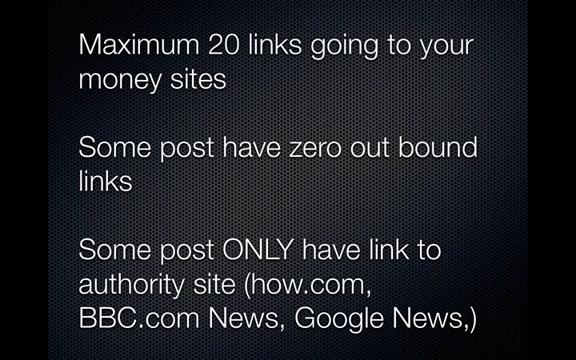 Maximum 20 links going to your
money sites
Some post have zero out bound
links
Some post ONLY have link to
authority site (how.com,
BBC.com News, Google News,)